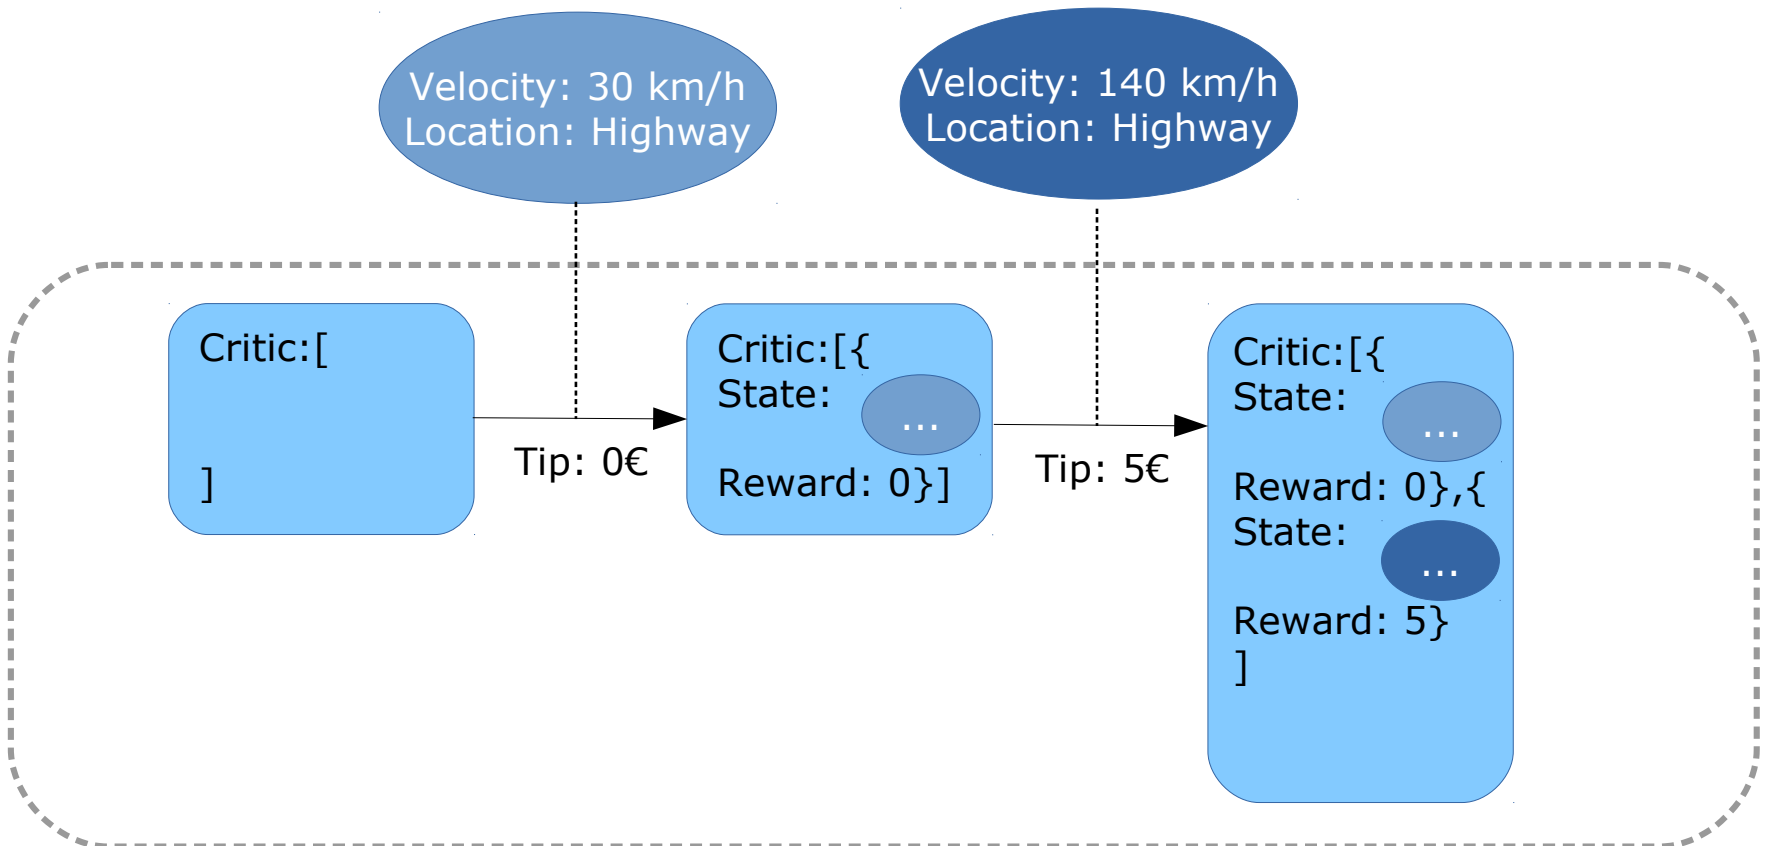 Velocity: 30 km/h
Location: Highway
Velocity: 140 km/h
Location: Highway
Critic:[
]
Tip: 0€
Critic:[{
State:
...
Reward: 0}]
Tip: 5€
Critic:[{
State:
...
Reward: 0},{
State:
...
Reward: 5}
]